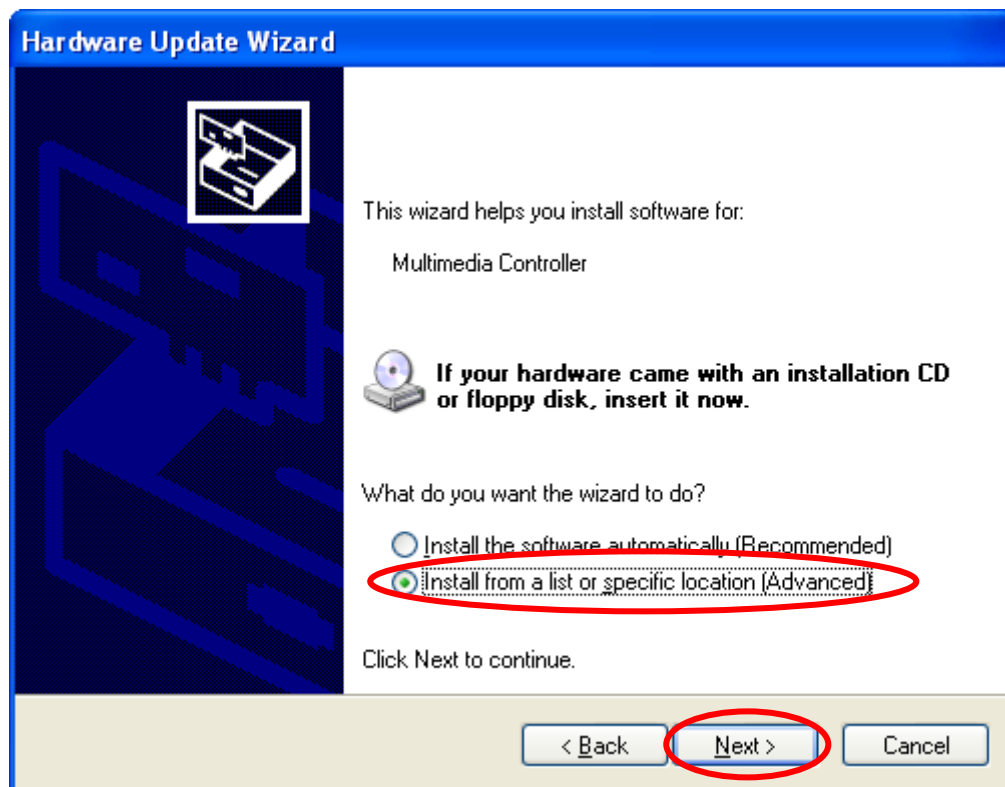 Hardware Update Wizard
This wizard helps you install software for:
Multimedia Controller
If your hardware came with an installation CD
or floppy disk, insert it now.
What do you want the wizard to do?
Install the software automatically (Recommended)
Install from a list or specific location (Advanced)
Click Next to continue.
< Back
Next >
Cancel